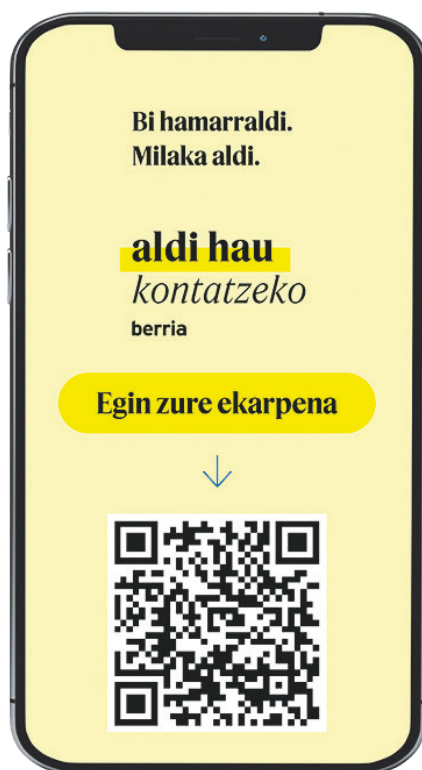 Bi hamarraldi.
Milaka aldi.
aldi hau
kontatzeko
berria
Egin zure ekarpena